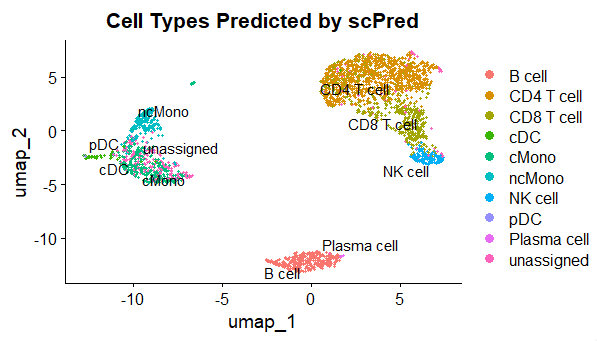 Cell Types Predicted by scPred
umap_2
5
0
-5
-10
-10
-5
0
5
umap_1
CD4 T cell
ncMono
CD8 T cell
pDC
unassigned
cDC
cMono
NK cell
Plasma cell
B cell
B cell
CD4 T cell
CD8 T cell
cDC
cMono
ncMono
NK cell
pDC
Plasma cell
unassigned